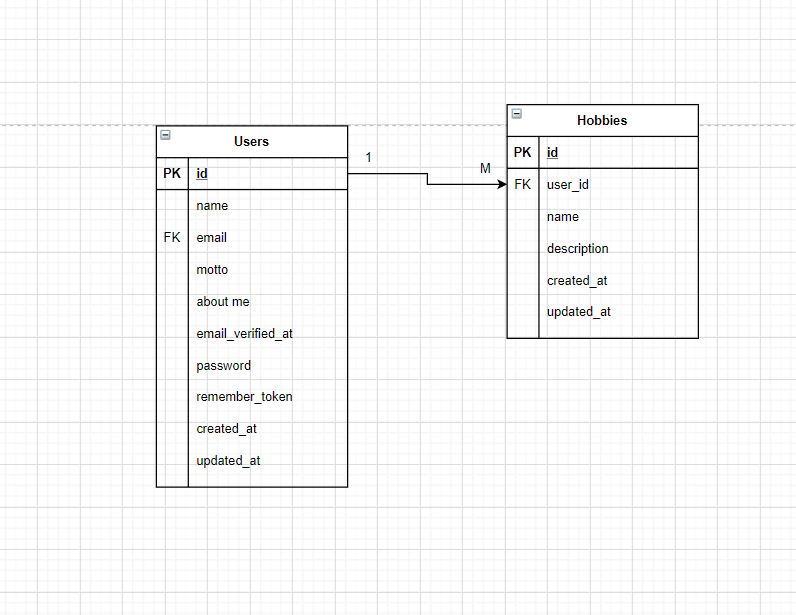 Users
PK id
name
FK email
motto
about me
email_verified_at
password
remember_token
created_at
updated_at
1
M
Hobbies
PK id
FK user_id
name
description
created_at
updated_at